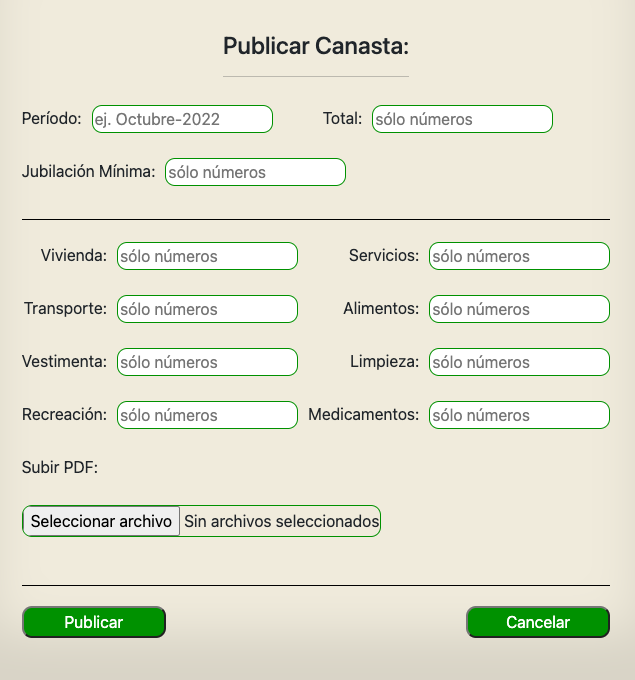 Publicar Canasta:
Período: ej. Octubre-2022 Total: sólo números
Jubilación Mínima: sólo números
Vivienda: sólo números Servicios: sólo números
Transporte: sólo números Alimentos: sólo números
Vestimenta: sólo números Limpieza: sólo números
Recreación: sólo números Medicamentos: sólo números
Subir PDF:
Seleccionar archivo Sin archivos seleccionados
Publicar Cancelar